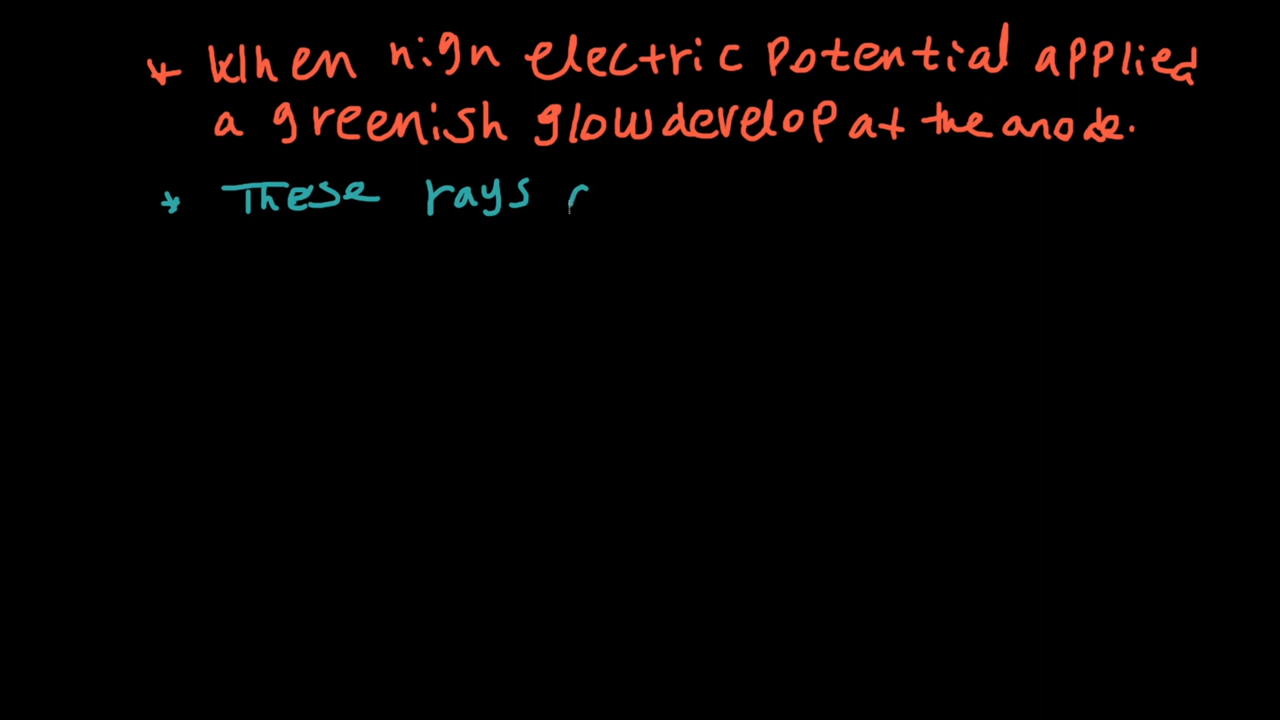 * When high electric potential applied
a greenish glow develop at the anode.
* These rays